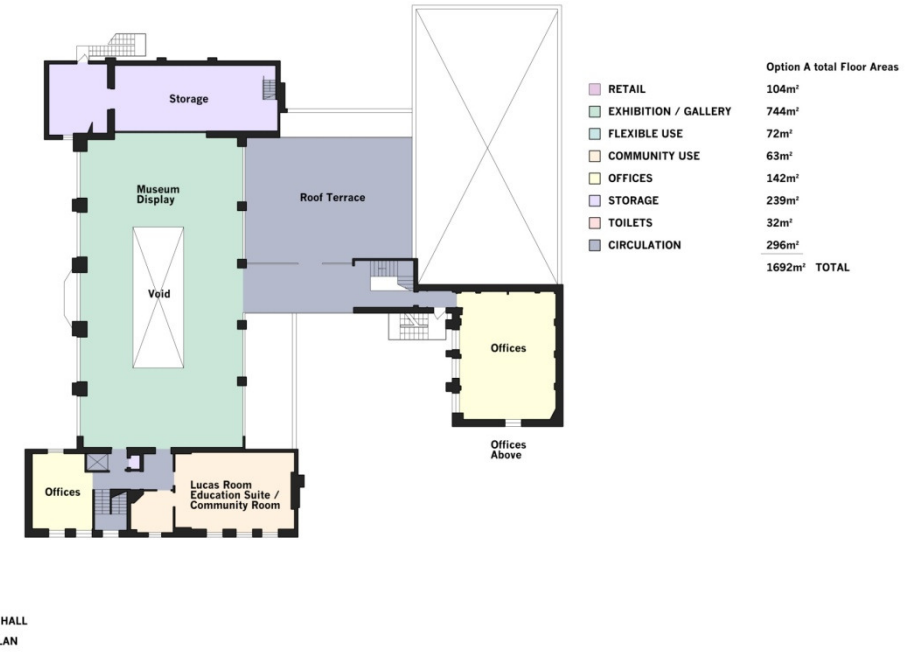 Option A total Floor Areas
RETAIL 104m²
EXHIBITION / GALLERY 744m²
FLEXIBLE USE 72m²
COMMUNITY USE 63m²
OFFICES 142m²
STORAGE 239m²
TOILETS 32m²
CIRCULATION 296m²
1692m² TOTAL
Storage
Museum
Display
Roof Terrace
Void
Offices
Offices
Above
Offices
Lucas Room
Education Suite /
Community Room
HALL
LAN